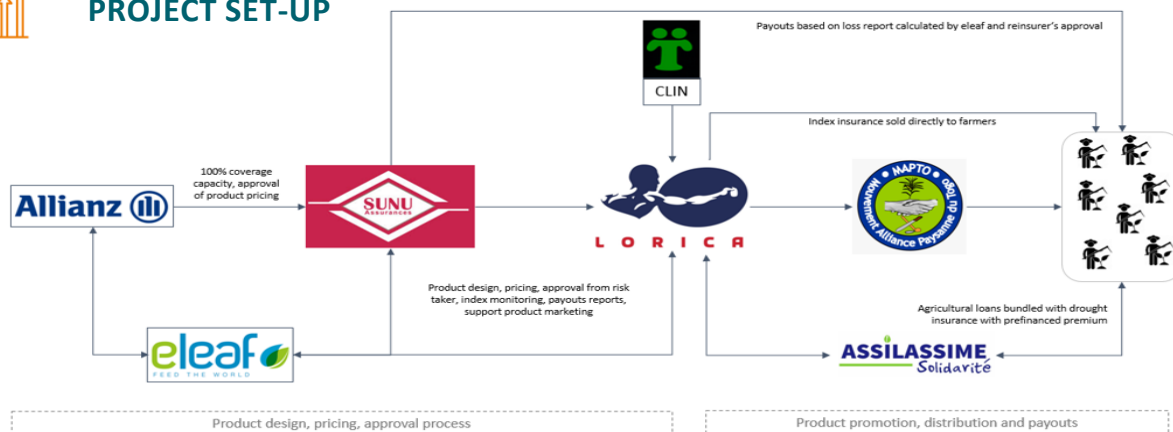 PROJECT SET-UP
Payouts based on loss report calculated by eleaf and reinsurer's approval
CLIN
Index insurance sold directly to farmers
100% coverage
capacity, approval
of product pricing
Allianz
SUNU
Assurances
LORICA
MAPTO
Mouvement Alliance Paysanne du Togo
Product design, pricing, approval from risk
taker, index monitoring, payouts reports,
support product marketing
Agricultural loans bundled with drought
insurance with prefinanced premium
eleaf
FEED THE WORLD
ASSILASSIME
Solidarité
Product design, pricing, approval process
Product promotion, distribution and payouts